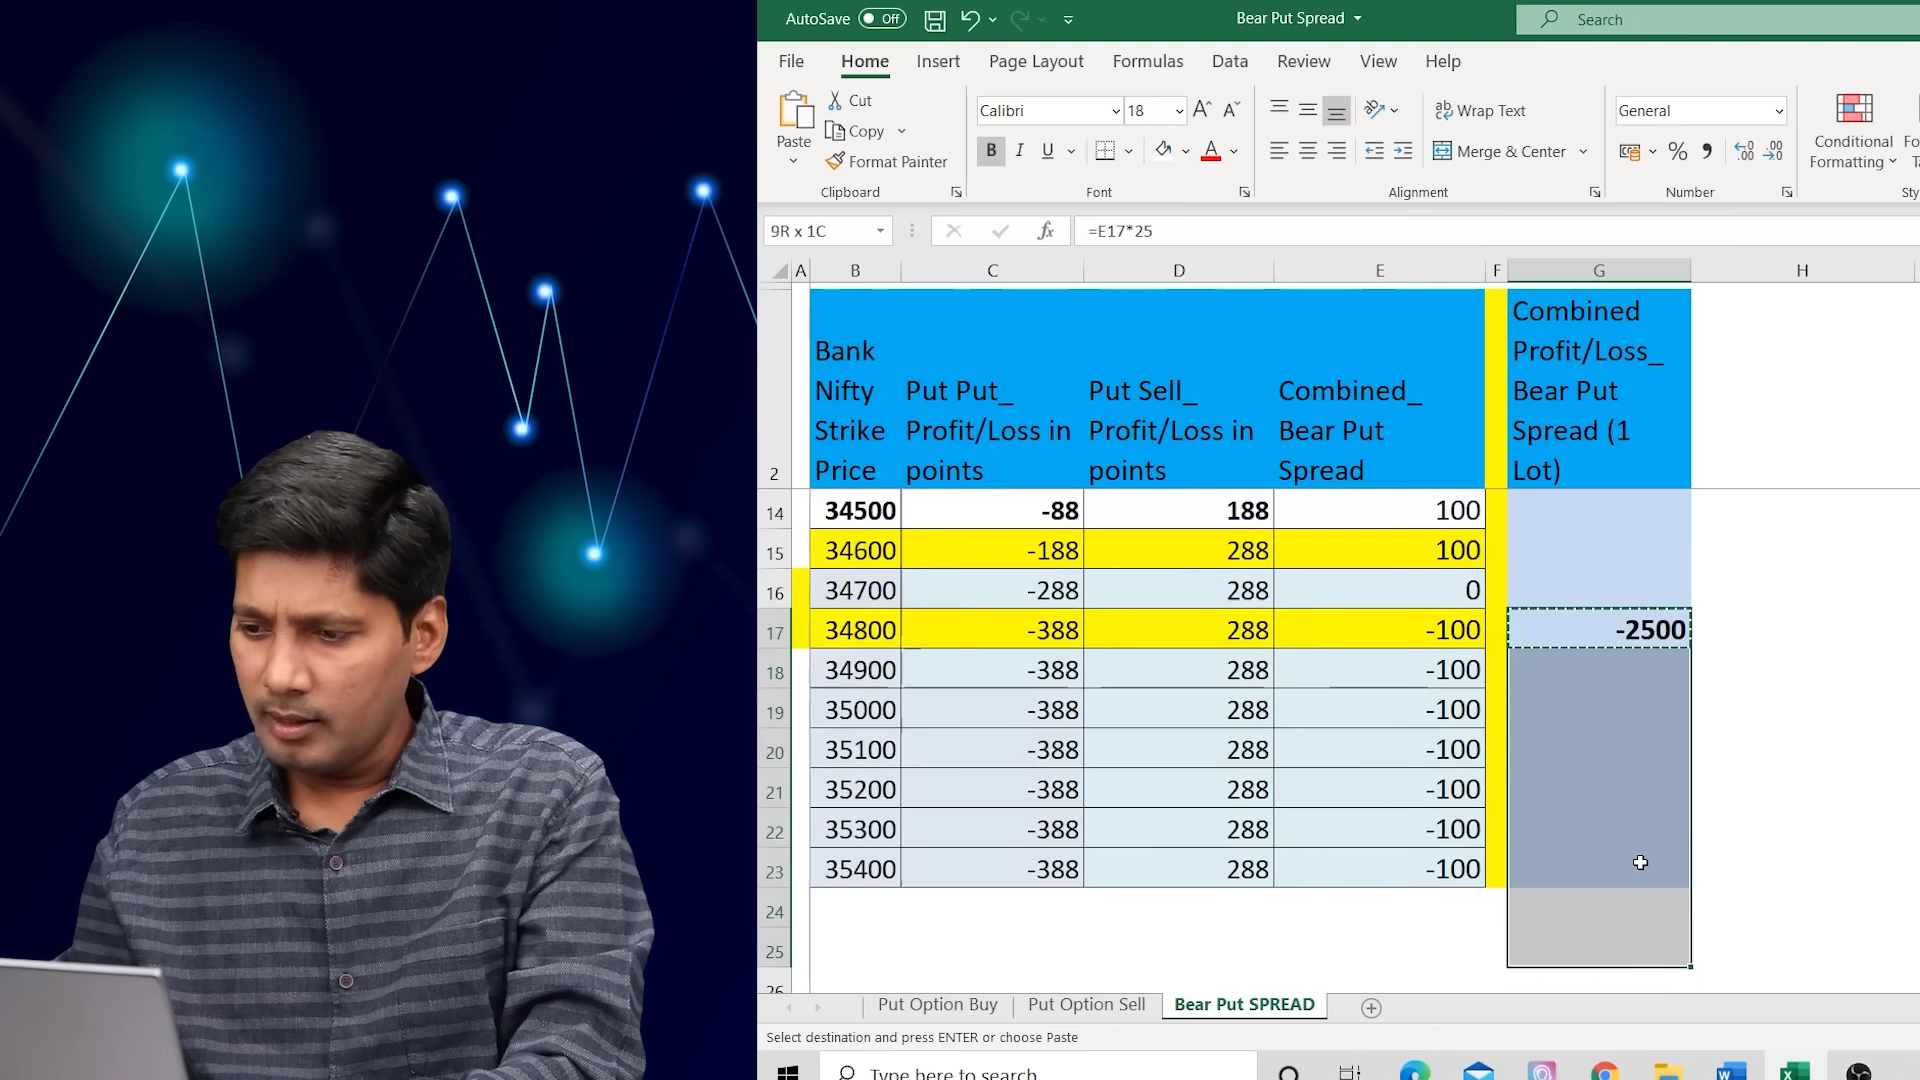 AutoSave Off
Bear Put Spread
Search
File Home Insert Page Layout Formulas Data Review View Help
Paste
Cut
Copy
Format Painter
Clipboard
Calibri 18
B I U A
Font
Wrap Text
Merge & Center
Alignment
General
%
Number
Conditional
Formatting
9R x 1C
fx =E17*25
A B C D E F G H
2
Bank
Nifty
Strike
Price
Put Put_
Profit/Loss in
points
Put Sell_
Profit/Loss in
points
Combined_
Bear Put
Spread
Combined
Profit/Loss_
Bear Put
Spread (1
Lot)
14 34500 -88 188 100
15 34600 -188 288 100
16 34700 -288 288 0
17 34800 -388 288 -100 -2500
18 34900 -388 288 -100
19 35000 -388 288 -100
20 35100 -388 288 -100
21 35200 -388 288 -100
22 35300 -388 288 -100
23 35400 -388 288 -100
24
25
26
Put Option Buy Put Option Sell Bear Put SPREAD
Select destination and press ENTER or choose Paste
Type here to search